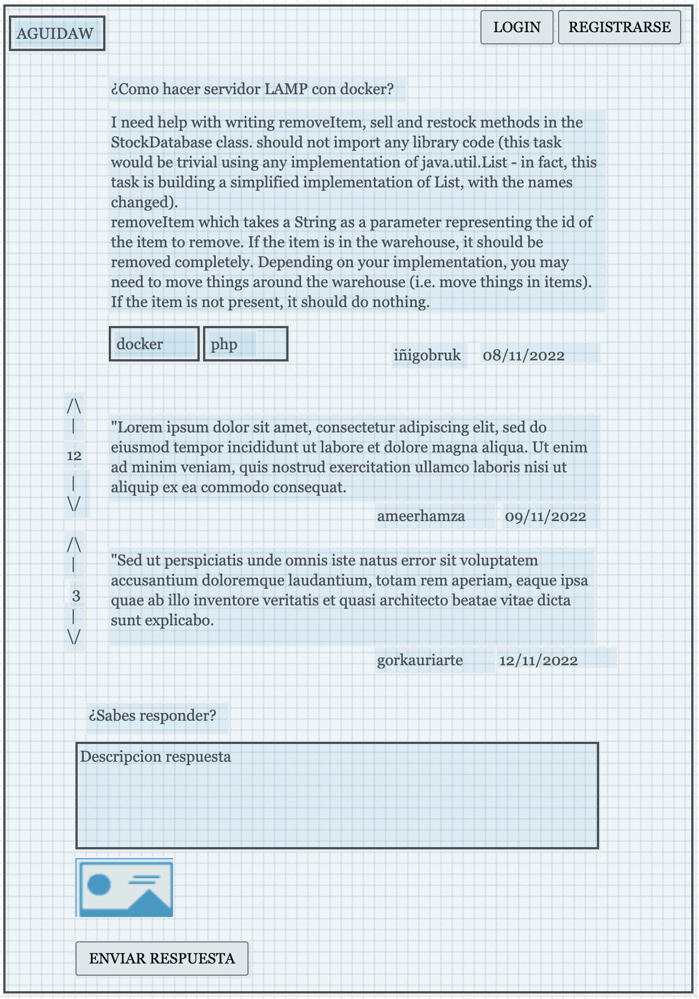 AGUIDAW
LOGIN
REGISTRARSE
¿Como hacer servidor LAMP con docker?
I need help with writing removeItem, sell and restock methods in the
StockDatabase class. should not import any library code (this task
would be trivial using any implementation of java.util.List - in fact, this
task is building a simplified implementation of List, with the names
changed).
removeItem which takes a String as a parameter representing the id of
the item to remove. If the item is in the warehouse, it should be
removed completely. Depending on your implementation, you may
need to move things around the warehouse (i.e. move things in items).
If the item is not present, it should do nothing.
docker
php
iñigobruk
08/11/2022
/\
|
12
|
\/
"Lorem ipsum dolor sit amet, consectetur adipiscing elit, sed do
eiusmod tempor incididunt ut labore et dolore magna aliqua. Ut enim
ad minim veniam, quis nostrud exercitation ullamco laboris nisi ut
aliquip ex ea commodo consequat.
ameerhamza
09/11/2022
/\
|
3
|
\/
"Sed ut perspiciatis unde omnis iste natus error sit voluptatem
accusantium doloremque laudantium, totam rem aperiam, eaque ipsa
quae ab illo inventore veritatis et quasi architecto beatae vitae dicta
sunt explicabo.
gorkauriarte
12/11/2022
¿Sabes responder?
Descripcion respuesta
ENVIAR RESPUESTA